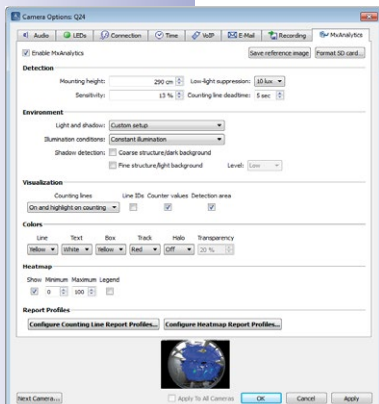 Camera Options: Q24
Audio LEDs Connection Time VoIP E-Mail Recording MxAnalytics
Enable MxAnalytics Save reference image Format SD card...
Detection
Mounting height: 290 cm Low-light suppression: 10 lux
Sensitivity: 13 % Counting line deadtime: 5 sec
Environment
Light and shadow: Custom setup
Illumination conditions: Constant illumination
Shadow detection: Coarse structure/dark background
Fine structure/light background Level: Low
Visualization
Counting lines Line IDs Counter values Detection area
On and highlight on counting
Colors
Line Text Box Track Halo Transparency
Yellow White Yellow Red Off 20 %
Heatmap
Show Minimum Maximum Legend
0 100
Report Profiles
Configure Counting Line Report Profiles... Configure Heatmap Report Profiles...
Next Camera... Apply To All Cameras OK Cancel Apply